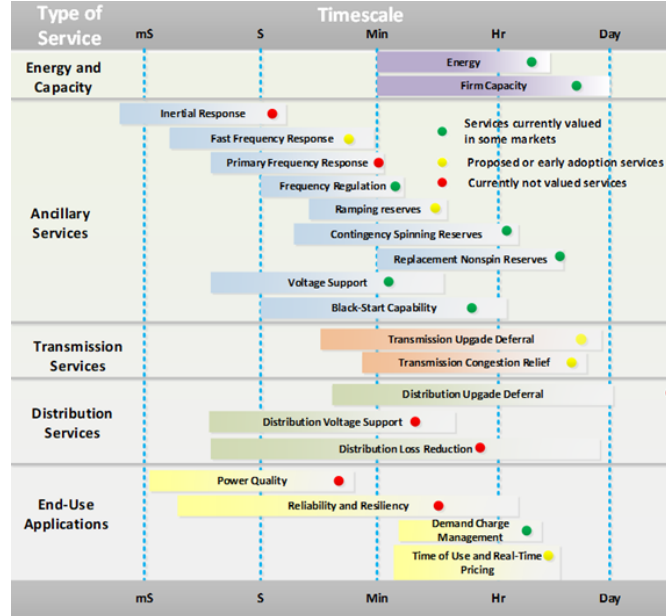 Type of
Service
Timescale
mS
S
Min
Hr
Day
Energy and
Capacity
Energy
Firm Capacity
Ancillary
Services
Inertial Response
Services currently valued
in some markets
Fast Frequency Response
Primary Frequency Response
Proposed or early adoption services
Currently not valued services
Frequency Regulation
Ramping reserves
Contingency Spinning Reserves
Replacement Nonspin Reserves
Voltage Support
Black-Start Capability
Transmission
Services
Transmission Upgade Deferral
Transmission Congestion Relief
Distribution
Services
Distribution Upgade Deferral
Distribution Voltage Support
Distribution Loss Reduction
End-Use
Applications
Power Quality
Reliability and Resiliency
Demand Charge
Management
Time of Use and Real-Time
Pricing
mS
S
Min
Hr
Day